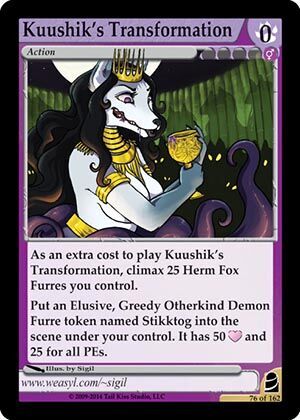 Kuushik's Transformation
0
Action
As an extra cost to play Kuushik's
Transformation, climax 25 Herm Fox
Furres you control.
Put an Elusive, Greedy Otherkind Demon
Furre token named Stikktog into the
scene under your control. It has 50
25 for all PEs.
Illus. by Sigil
www.weasyl.com/~sigil
76 of 162
© 2009-2014 Tail Kiss Studio, LLC